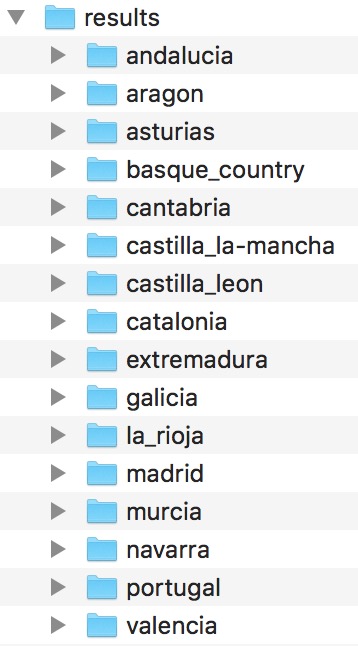 results
andalucia
aragon
asturias
basque_country
cantabria
castilla_la-mancha
castilla_leon
catalonia
extremadura
galicia
la_rioja
madrid
murcia
navarra
portugal
valencia